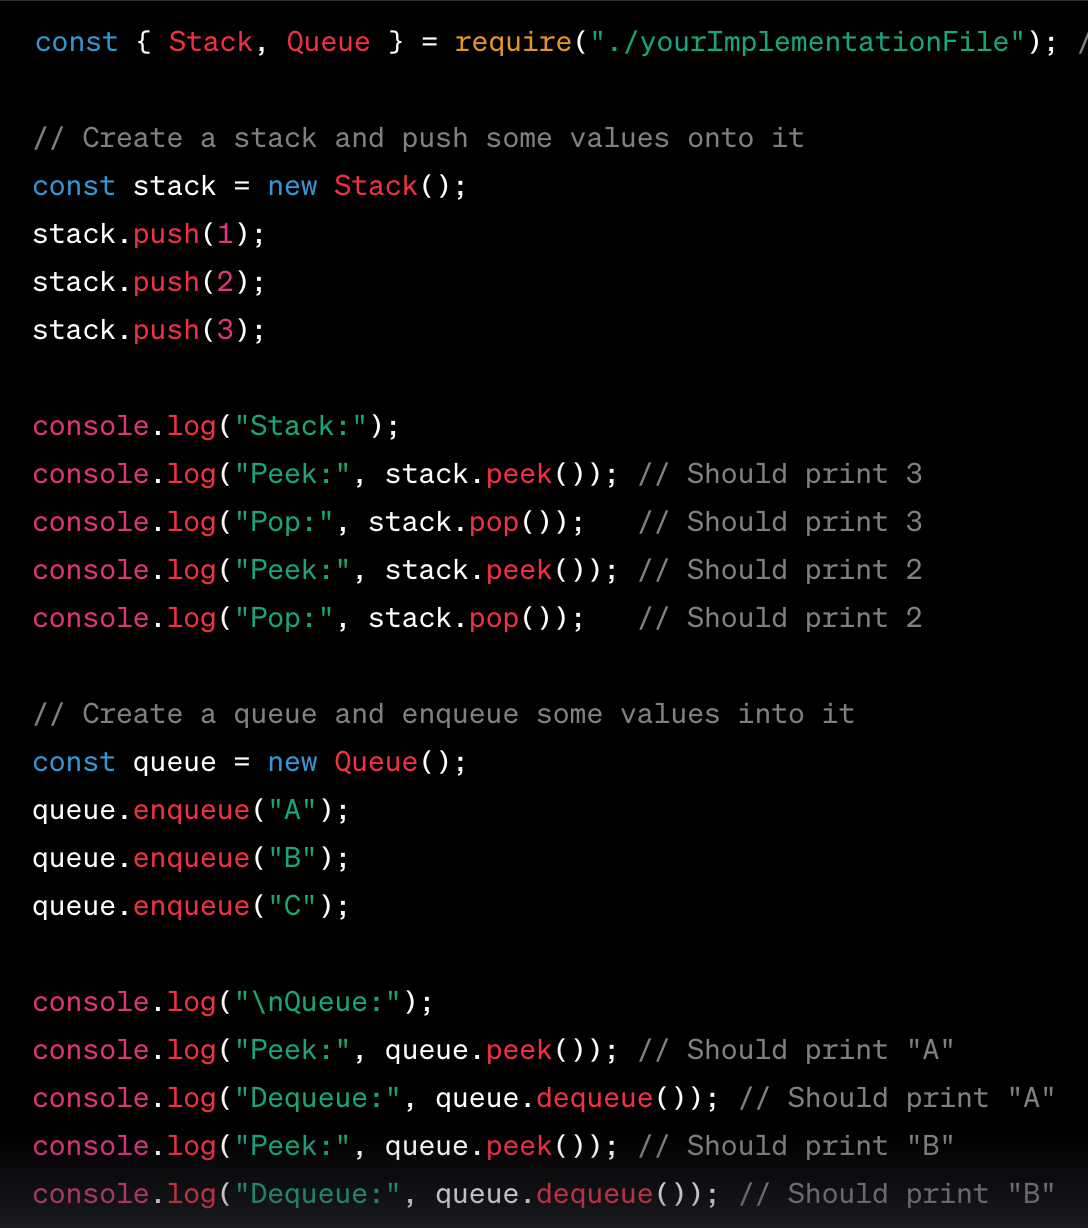 const { Stack, Queue } = require("./yourImplementationFile"); /
// Create a stack and push some values onto it
const stack = new Stack();
stack.push(1);
stack.push(2);
stack.push(3);
console.log("Stack:");
console.log("Peek:", stack.peek()); // Should print 3
console.log("Pop:", stack.pop());   // Should print 3
console.log("Peek:", stack.peek()); // Should print 2
console.log("Pop:", stack.pop());   // Should print 2
// Create a queue and enqueue some values into it
const queue = new Queue();
queue.enqueue("A");
queue.enqueue("B");
queue.enqueue("C");
console.log("\nQueue:");
console.log("Peek:", queue.peek()); // Should print "A"
console.log("Dequeue:", queue.dequeue()); // Should print "A"
console.log("Peek:", queue.peek()); // Should print "B"
console.log("Dequeue:", queue.dequeue()); // Should print "B"